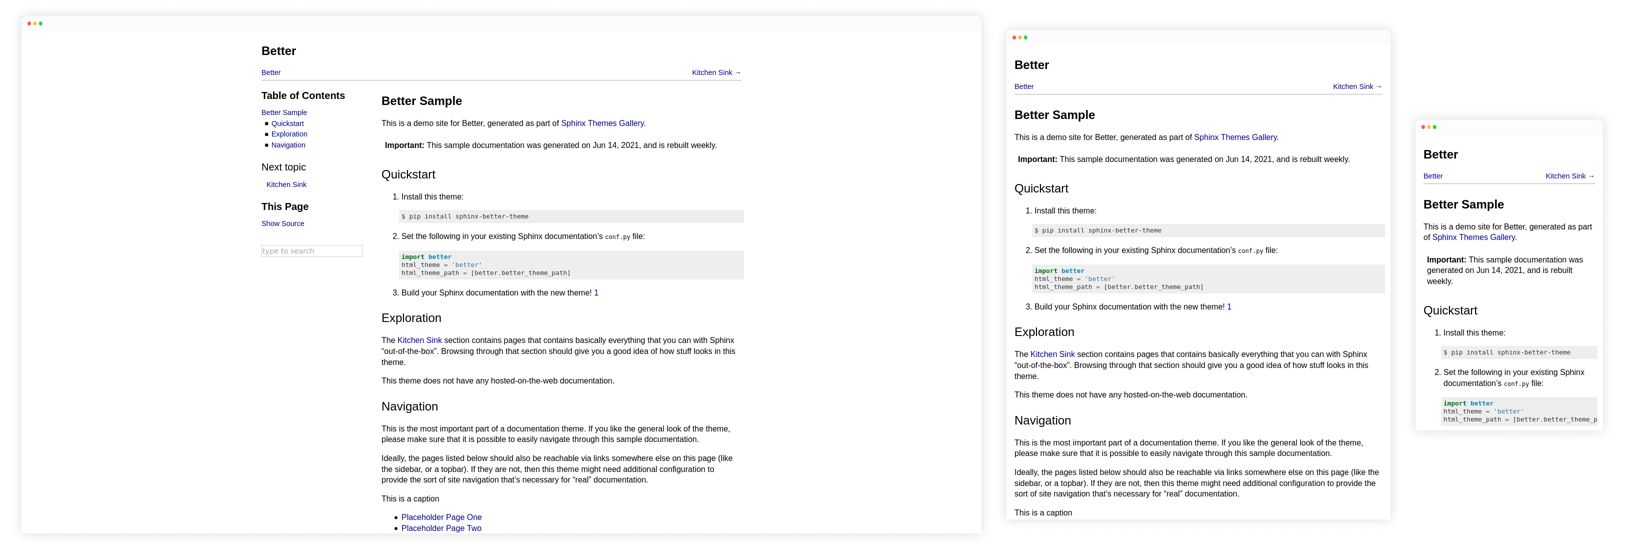 Better
Better
Kitchen Sink →
Table of Contents
Better Sample
Quickstart
Exploration
Navigation
Next topic
Kitchen Sink
This Page
Show Source
type to search
Better Sample
This is a demo site for Better, generated as part of Sphinx Themes Gallery.
Important: This sample documentation was generated on Jun 14, 2021, and is rebuilt weekly.
Quickstart
1. Install this theme:
$ pip install sphinx-better-theme
2. Set the following in your existing Sphinx documentation’s conf.py file:
import better
html_theme = 'better'
html_theme_path = [better.better_theme_path]
3. Build your Sphinx documentation with the new theme! 1
Exploration
The Kitchen Sink section contains pages that contains basically everything that you can with Sphinx
“out-of-the-box”. Browsing through that section should give you a good idea of how stuff looks in this
theme.
This theme does not have any hosted-on-the-web documentation.
Navigation
This is the most important part of a documentation theme. If you like the general look of the theme,
please make sure that it is possible to easily navigate through this sample documentation.
Ideally, the pages listed below should also be reachable via links somewhere else on this page (like
the sidebar, or a topbar). If they are not, then this theme might need additional configuration to
provide the sort of site navigation that’s necessary for “real” documentation.
This is a caption
Placeholder Page One
Placeholder Page Two
Better
Better
Kitchen Sink →
Better Sample
This is a demo site for Better, generated as part of Sphinx Themes Gallery.
Important: This sample documentation was generated on Jun 14, 2021, and is rebuilt weekly.
Quickstart
1. Install this theme:
$ pip install sphinx-better-theme
2. Set the following in your existing Sphinx documentation’s conf.py file:
import better
html_theme = 'better'
html_theme_path = [better.better_theme_path]
3. Build your Sphinx documentation with the new theme! 1
Exploration
The Kitchen Sink section contains pages that contains basically everything that you can with Sphinx
“out-of-the-box”. Browsing through that section should give you a good idea of how stuff looks in this
theme.
This theme does not have any hosted-on-the-web documentation.
Navigation
This is the most important part of a documentation theme. If you like the general look of the theme,
please make sure that it is possible to easily navigate through this sample documentation.
Ideally, the pages listed below should also be reachable via links somewhere else on this page (like the
sidebar, or a topbar). If they are not, then this theme might need additional configuration to provide the
sort of site navigation that’s necessary for “real” documentation.
This is a caption
Better
Better
Kitchen Sink →
Better Sample
This is a demo site for Better, generated as part
of Sphinx Themes Gallery.
Important: This sample documentation was
generated on Jun 14, 2021, and is rebuilt
weekly.
Quickstart
1. Install this theme:
$ pip install sphinx-better-theme
2. Set the following in your existing Sphinx
documentation’s conf.py file:
import better
html_theme = 'better'
html_theme_path = [better.better_theme_p